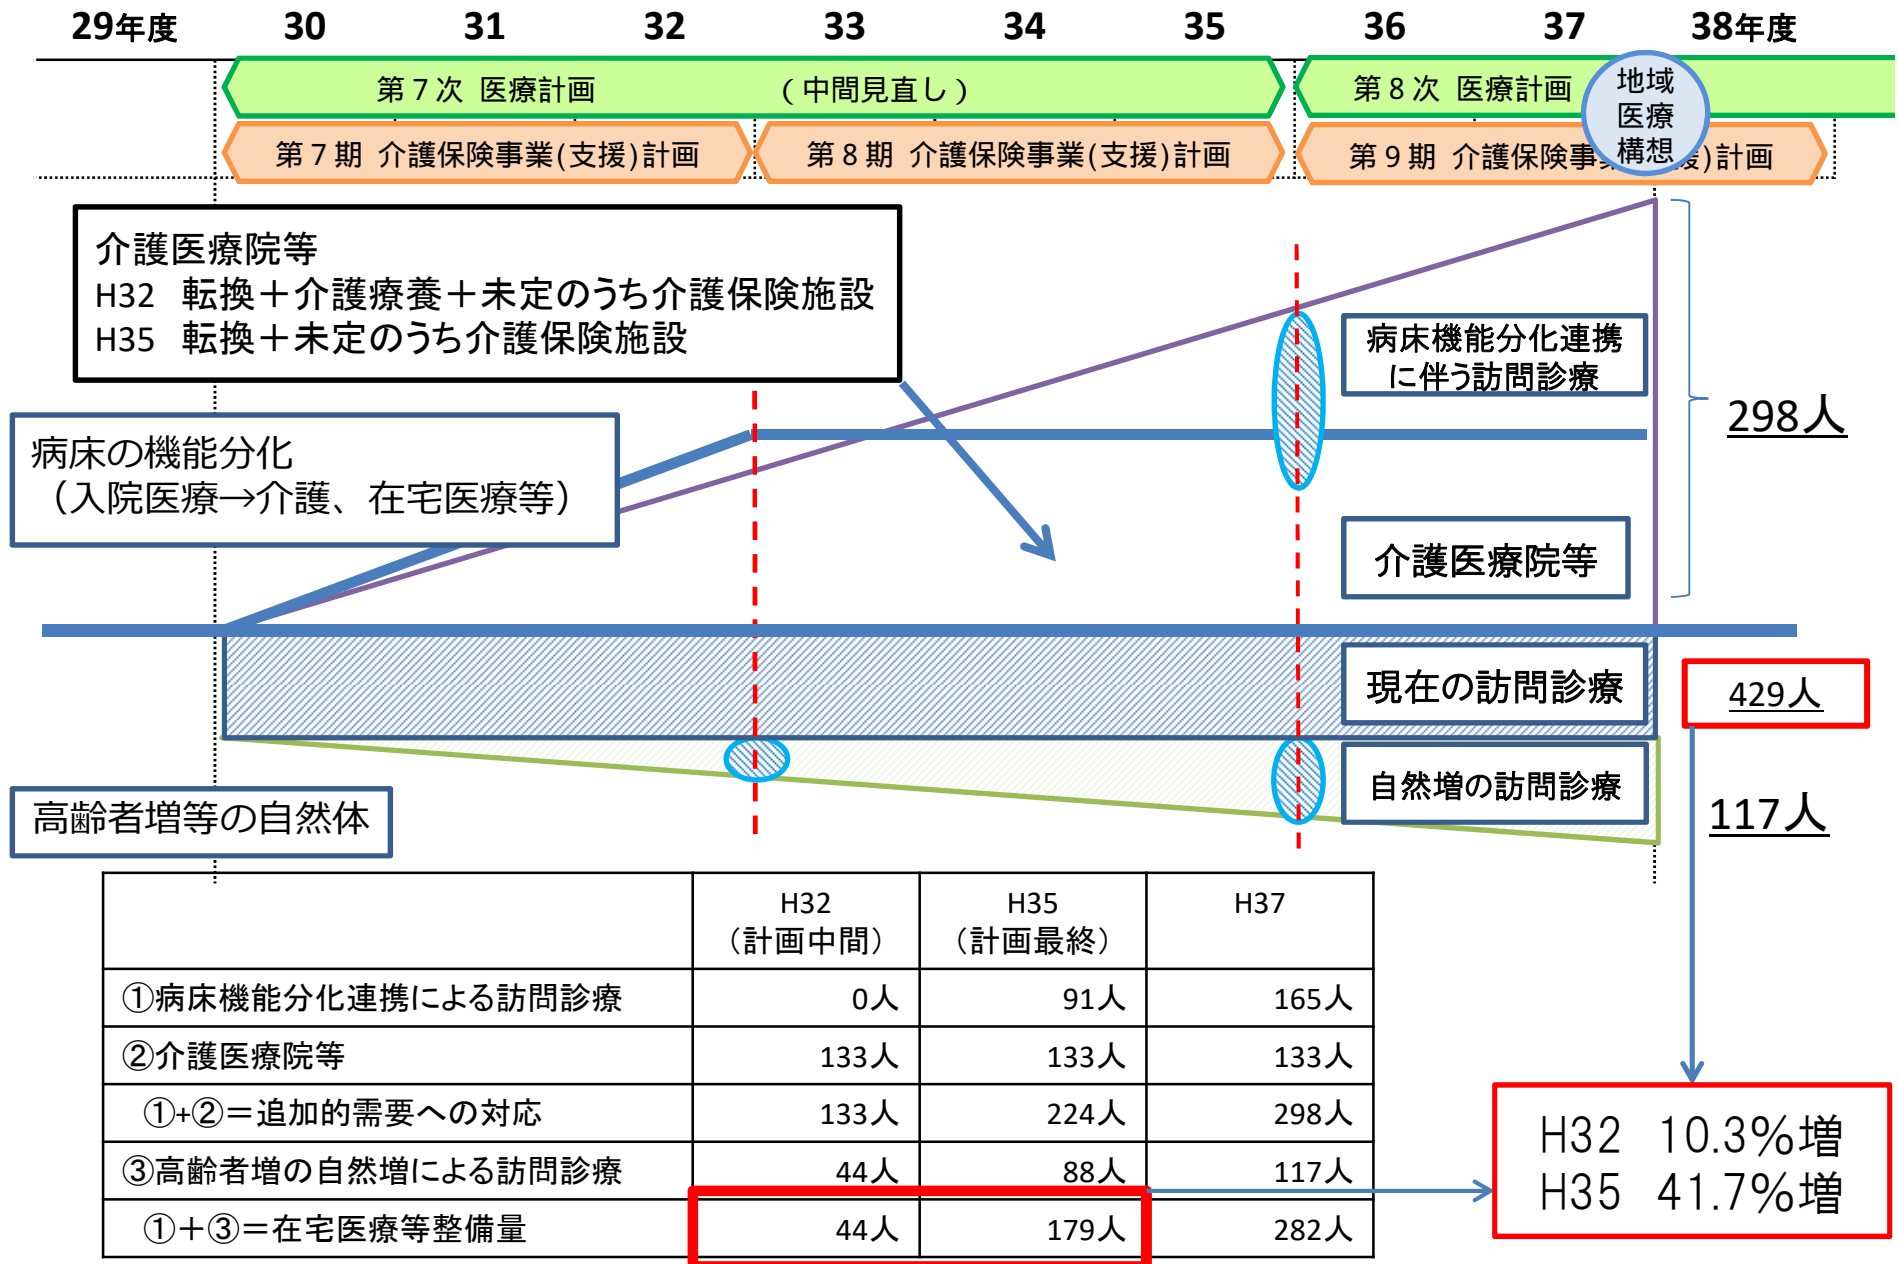 29年度 30 31 32 33 34 35 36 37 38年度
第7次 医療計画 (中間見直し) 第8次 医療計画
地域
医療
構想
第7期 介護保険事業(支援)計画 第8期 介護保険事業(支援)計画 第9期 介護保険事業 援)計画
介護医療院等
H32 転換＋介護療養＋未定のうち介護保険施設
H35 転換＋未定のうち介護保険施設
病床機能分化連携
に伴う訪問診療
298人
病床の機能分化
（入院医療→介護、在宅医療等）
介護医療院等
現在の訪問診療
429人
自然増の訪問診療
高齢者増等の自然体
117人
H32
（計画中間）
H35
（計画最終）
H37
①病床機能分化連携による訪問診療 0人 91人 165人
②介護医療院等 133人 133人 133人
①+②＝追加的需要への対応 133人 224人 298人
③高齢者増の自然増による訪問診療 44人 88人 117人
①＋③＝在宅医療等整備量 44人 179人 282人
H32 10.3%増
H35 41.7%増